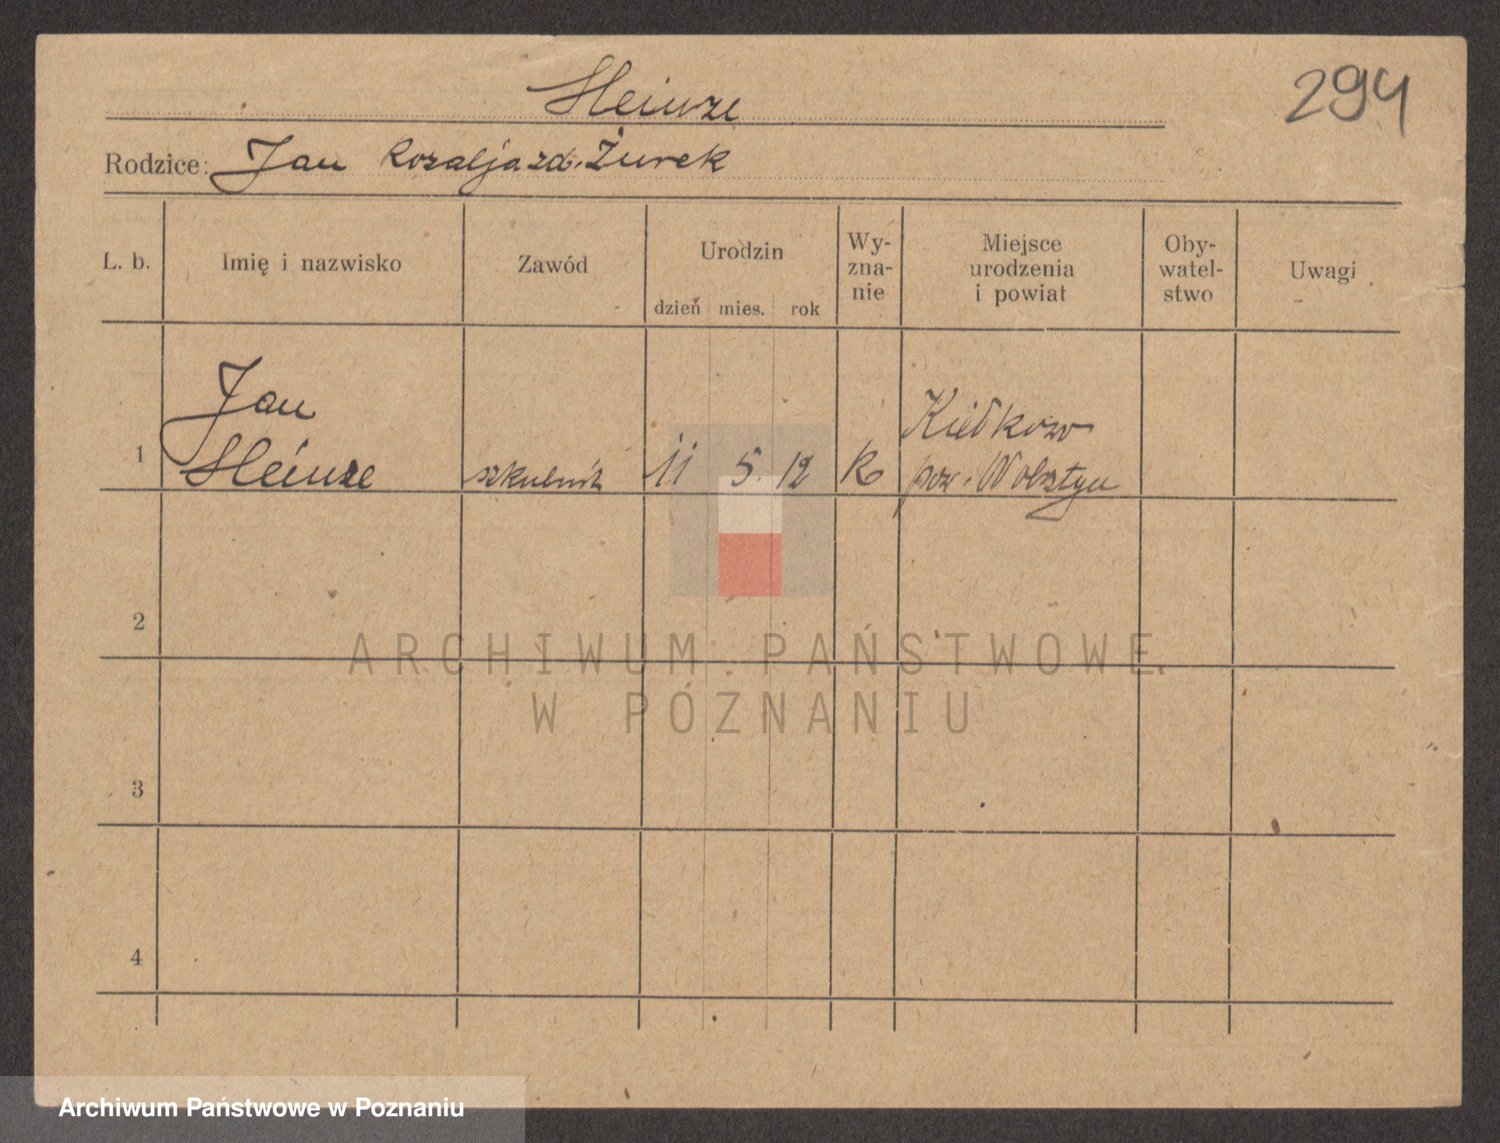 294
Heinze
Rodzice: Jan Rozalja zd. Żurek
L. b.
Imię i nazwisko
Zawód
Urodzin
dzień mies. rok
Wy-
zna-
nie
Miejsce
urodzenia
i powiat
Oby-
watel-
stwo
Uwagi
1
Jan
Heinze
11 5. 12
R
Kiełkowo
pow. Wolsztyn
2
3
4
ARCHIWUM PAŃSTWOWE
W POZNANIU
Archiwum Państwowe w Poznaniu